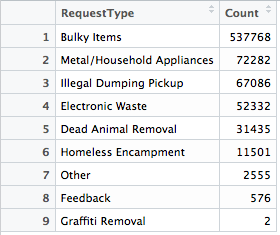 RequestType Count
1 Bulky Items 537768
2 Metal/Household Appliances 72282
3 Illegal Dumping Pickup 67086
4 Electronic Waste 52332
5 Dead Animal Removal 31435
6 Homeless Encampment 11501
7 Other 2555
8 Feedback 576
9 Graffiti Removal 2